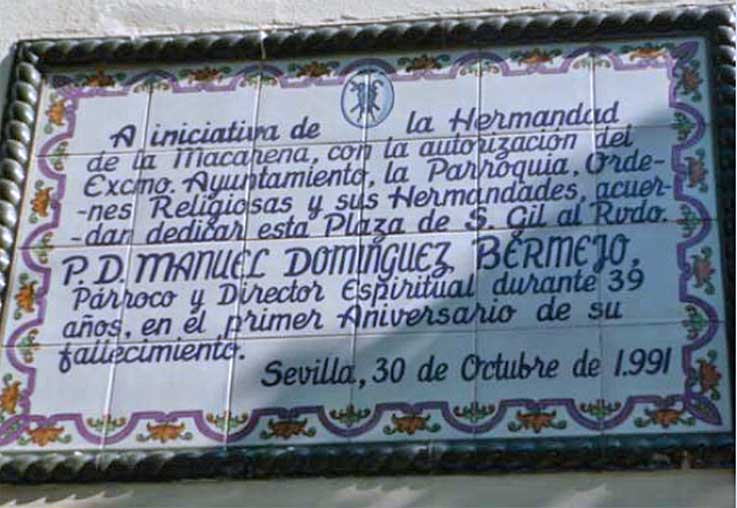 A iniciativa de la Hermandad
de la Macarena, con la autorización del
Excmo. Ayuntamiento, la Parroquia, Orde-
-nes Religiosas y sus Hermandades, acuer-
-dan dedicar esta Plaza de S. Gil al Rvdo.
P. D. MANUEL DOMINGUEZ BERMEJO,
Párroco y Director Espiritual durante 39
años, en el primer Aniversario de su
fallecimiento.
Sevilla, 30 de Octubre de 1.991